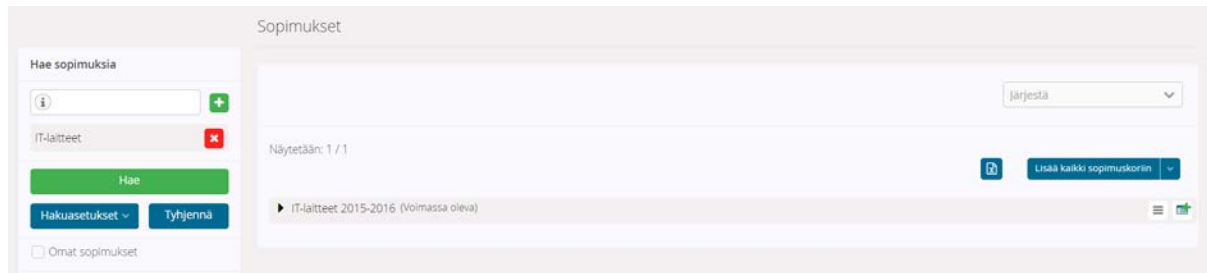 Sopimukset
Hae sopimuksia
IT-laitteet
Hae
Hakuasetukset
Tyhjennä
Omat sopimukset
Järjestä
Näytetään: 1 / 1
Lisää kaikki sopimuskoriin
IT-laitteet 2015-2016 (Voimassa oleva)